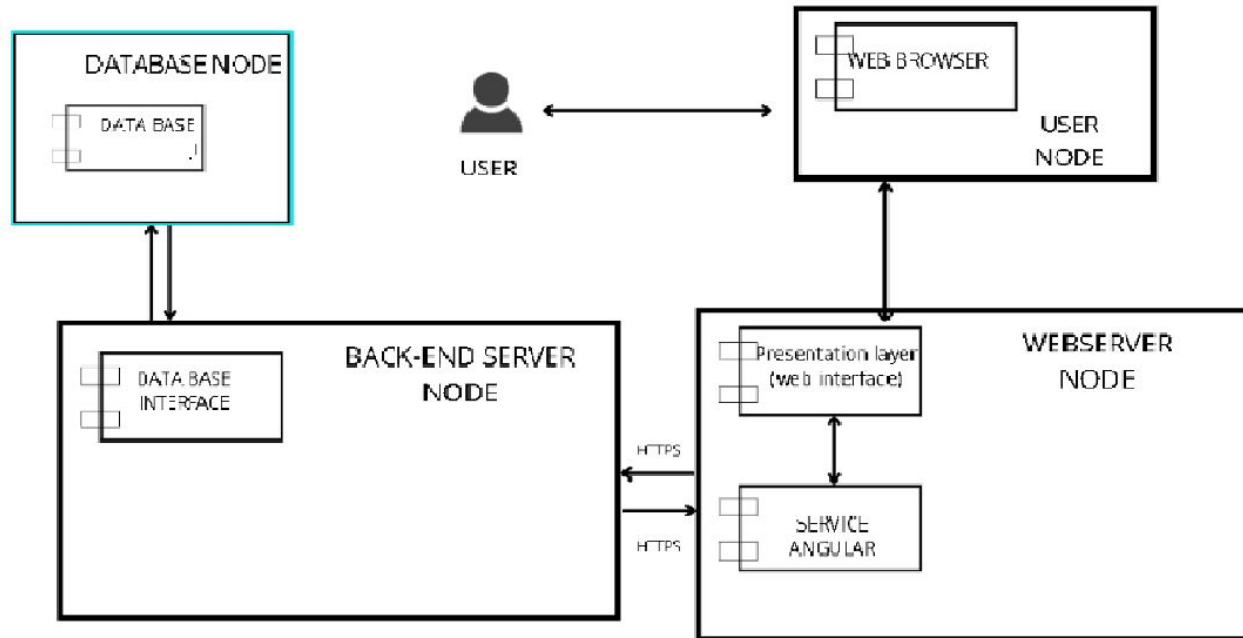 DATABASE NODE
DATA BASE
USER
WEB BROWSER
USER
NODE
BACK-END SERVER
NODE
DATA BASE
INTERFACE
HTTPS
HTTPS
WEBSERVER
NODE
Presentation layer
(web interface)
SERVICE
ANGULAR